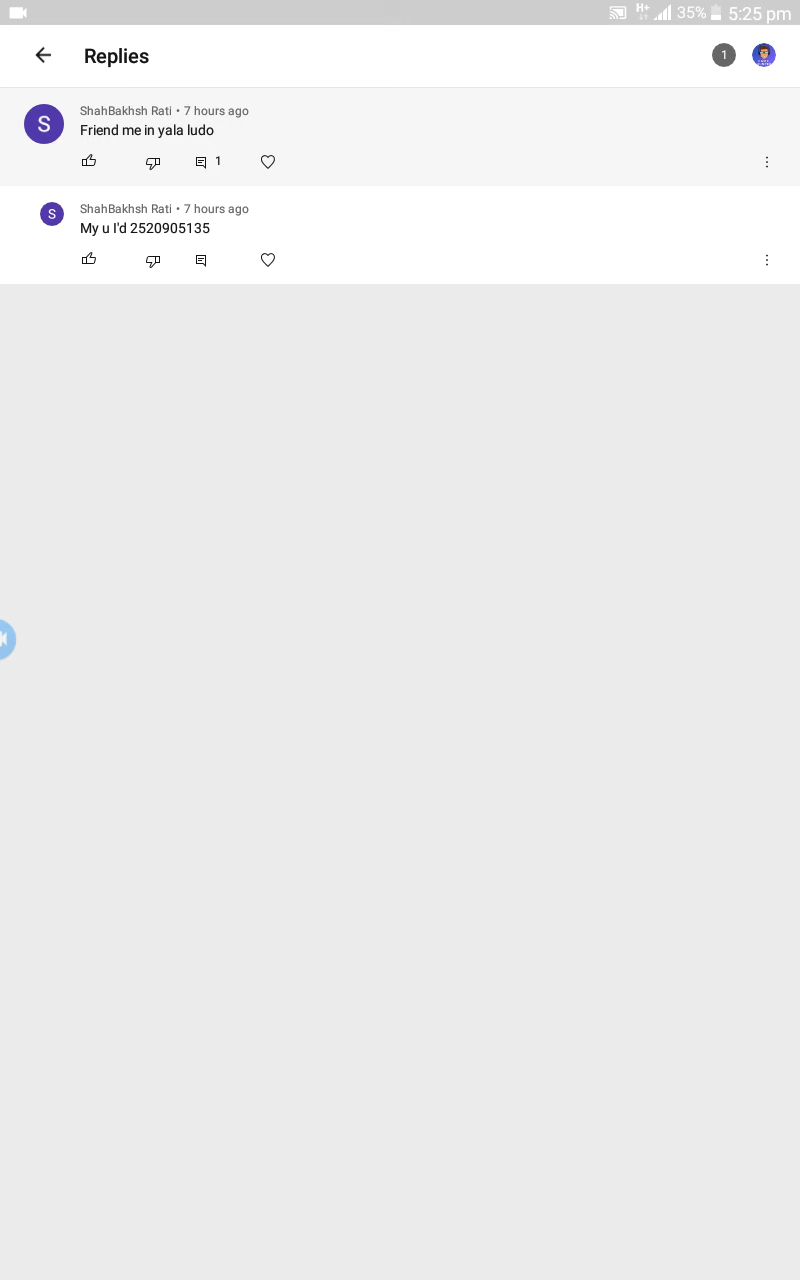 H+ 35% 5:25 pm
Replies 1
S
ShahBakhsh Rati • 7 hours ago
Friend me in yala ludo
1
S
ShahBakhsh Rati • 7 hours ago
My u I'd 2520905135